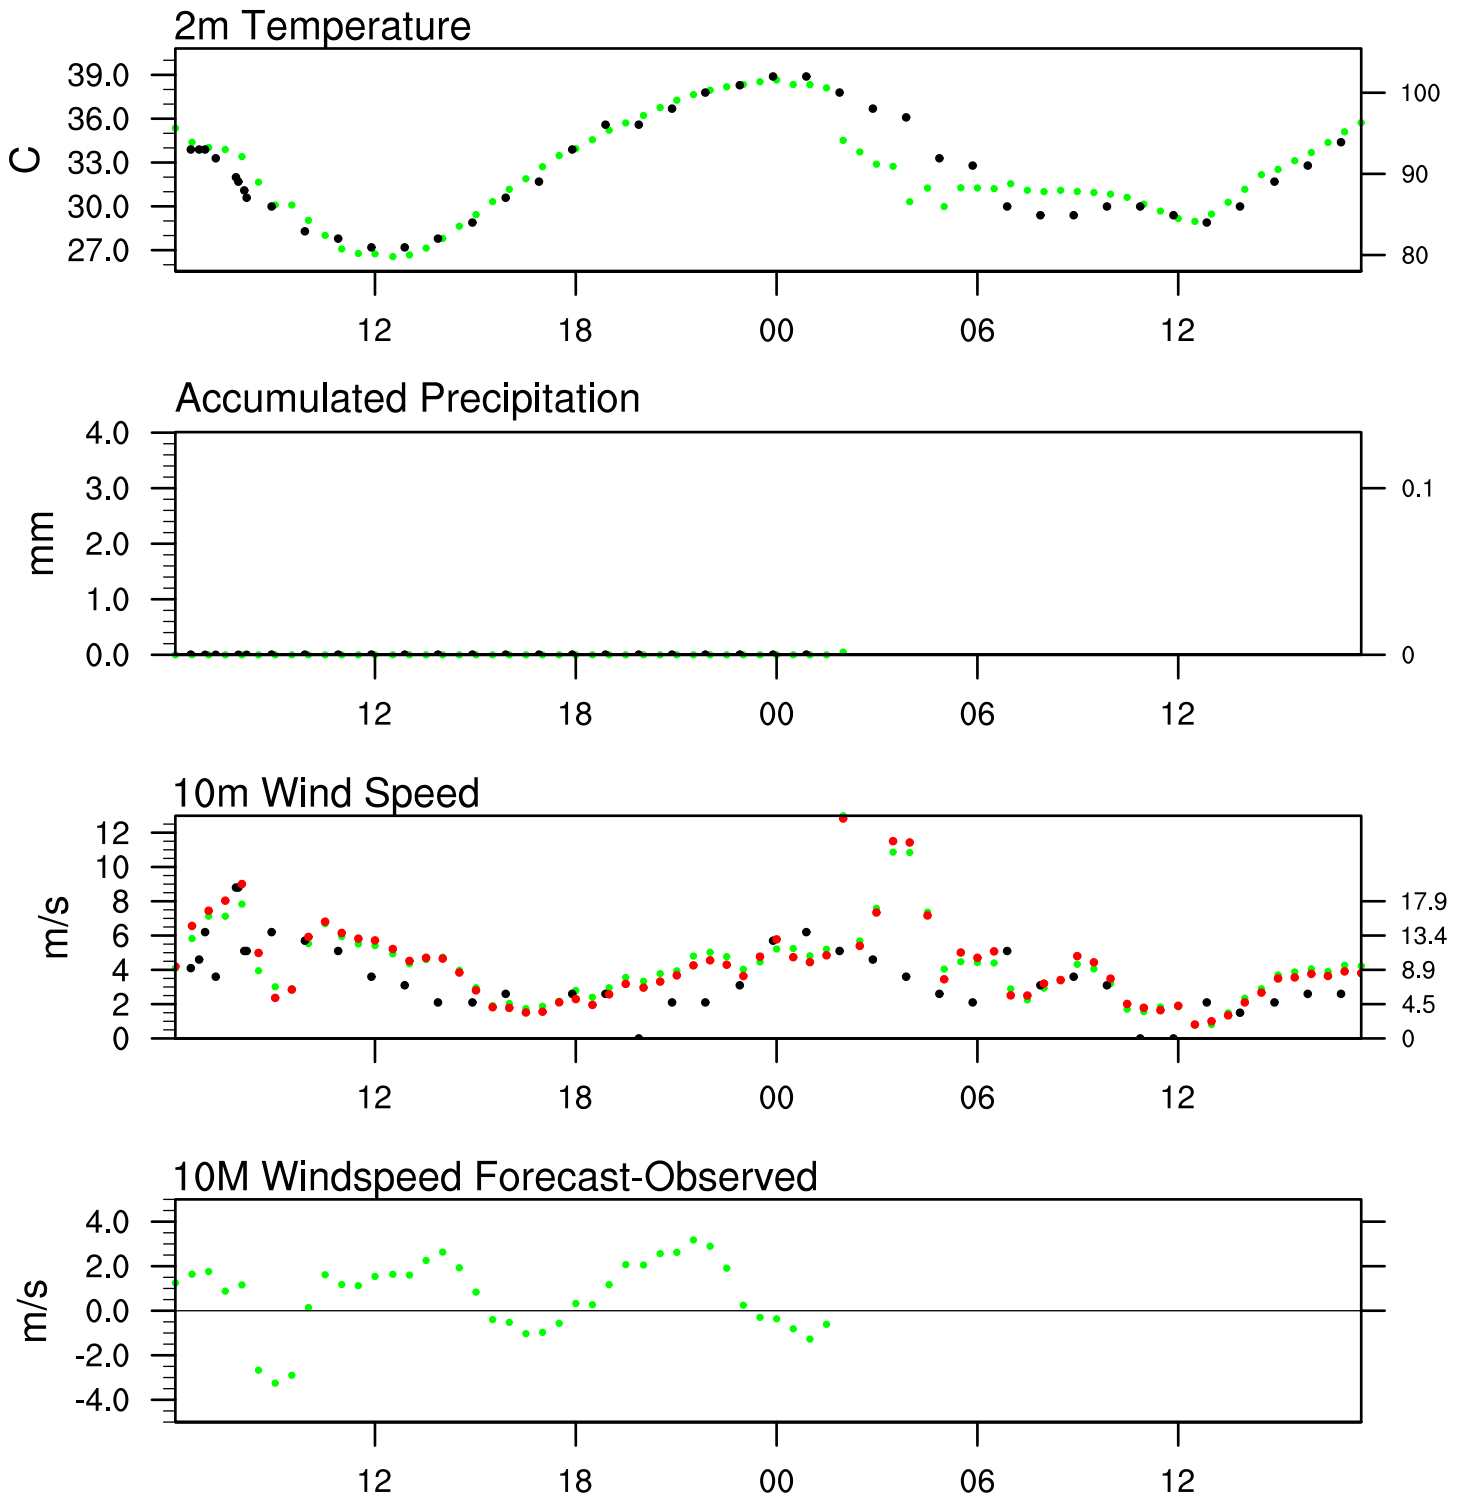 2m Temperature
39.0
36.0
33.0
30.0
27.0
C
100
90
80
12 18 00 06 12
Accumulated Precipitation
4.0
3.0
2.0
1.0
0.0
mm
0.1
0
12 18 00 06 12
10m Wind Speed
12
10
8
6
4
2
0
m/s
17.9
13.4
8.9
4.5
0
12 18 00 06 12
10M Windspeed Forecast-Observed
4.0
2.0
0.0
-2.0
-4.0
m/s
12 18 00 06 12